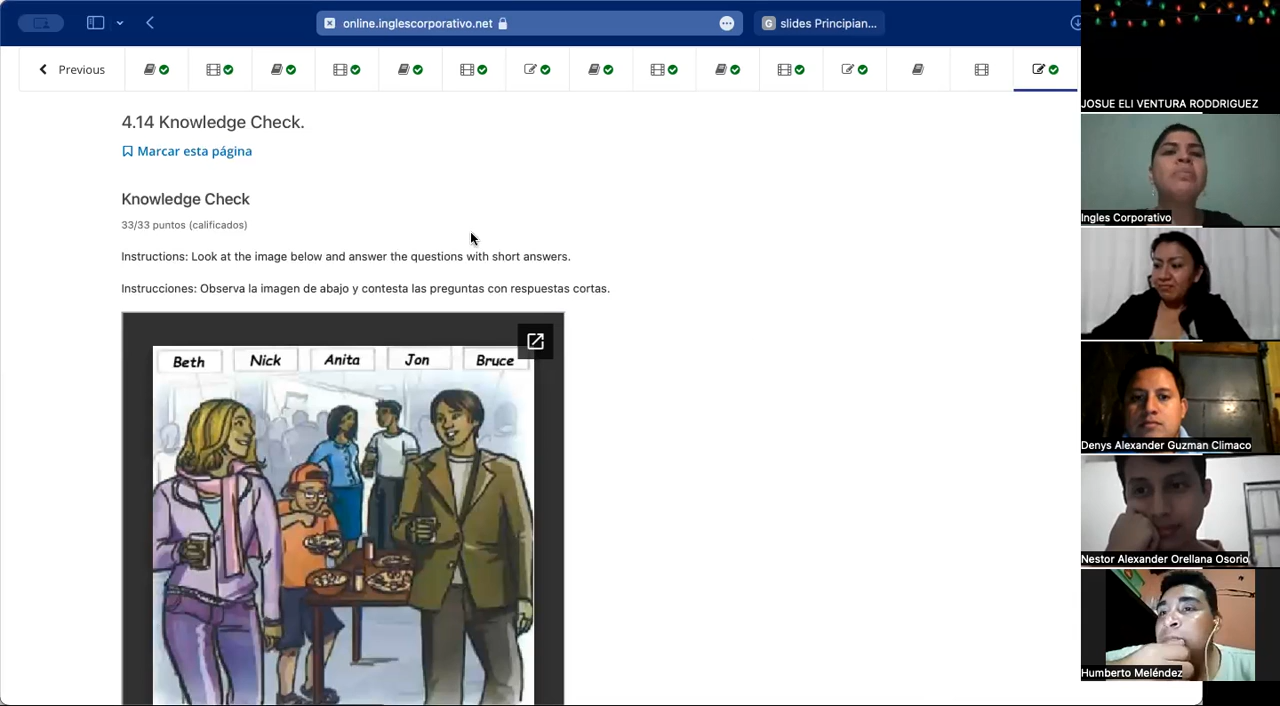 online.inglescorporativo.net
slides Principian...
Previous
4.14 Knowledge Check.
Marcar esta página
Knowledge Check
33/33 puntos (calificados)
Instructions: Look at the image below and answer the questions with short answers.
Instrucciones: Observa la imagen de abajo y contesta las preguntas con respuestas cortas.
Beth
Nick
Anita
Jon
Bruce
JOSUE ELI VENTURA RODDRIGUEZ
Ingles Corporativo
Denys Alexander Guzman Climaco
Nestor Alexander Orellana Osorio
Humberto Meléndez